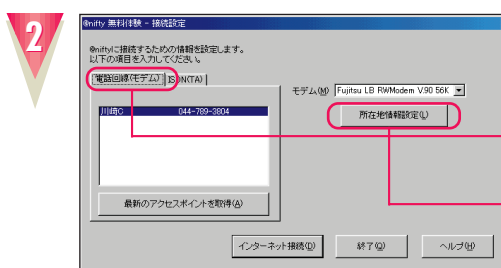 2
@nifty 無料体験 - 接続設定
@niftyに接続するための情報を設定します。
以下の項目を入力してください。
電話回線(モデム)
ISDN(TA)
モデム(M)
Fujitsu LB RWModem V.90 56K
川崎C 044-789-3804
所在地情報設定(L)
最新のアクセスポイントを取得(A)
インターネット接続(D)
終了(Q)
ヘルプ(H)